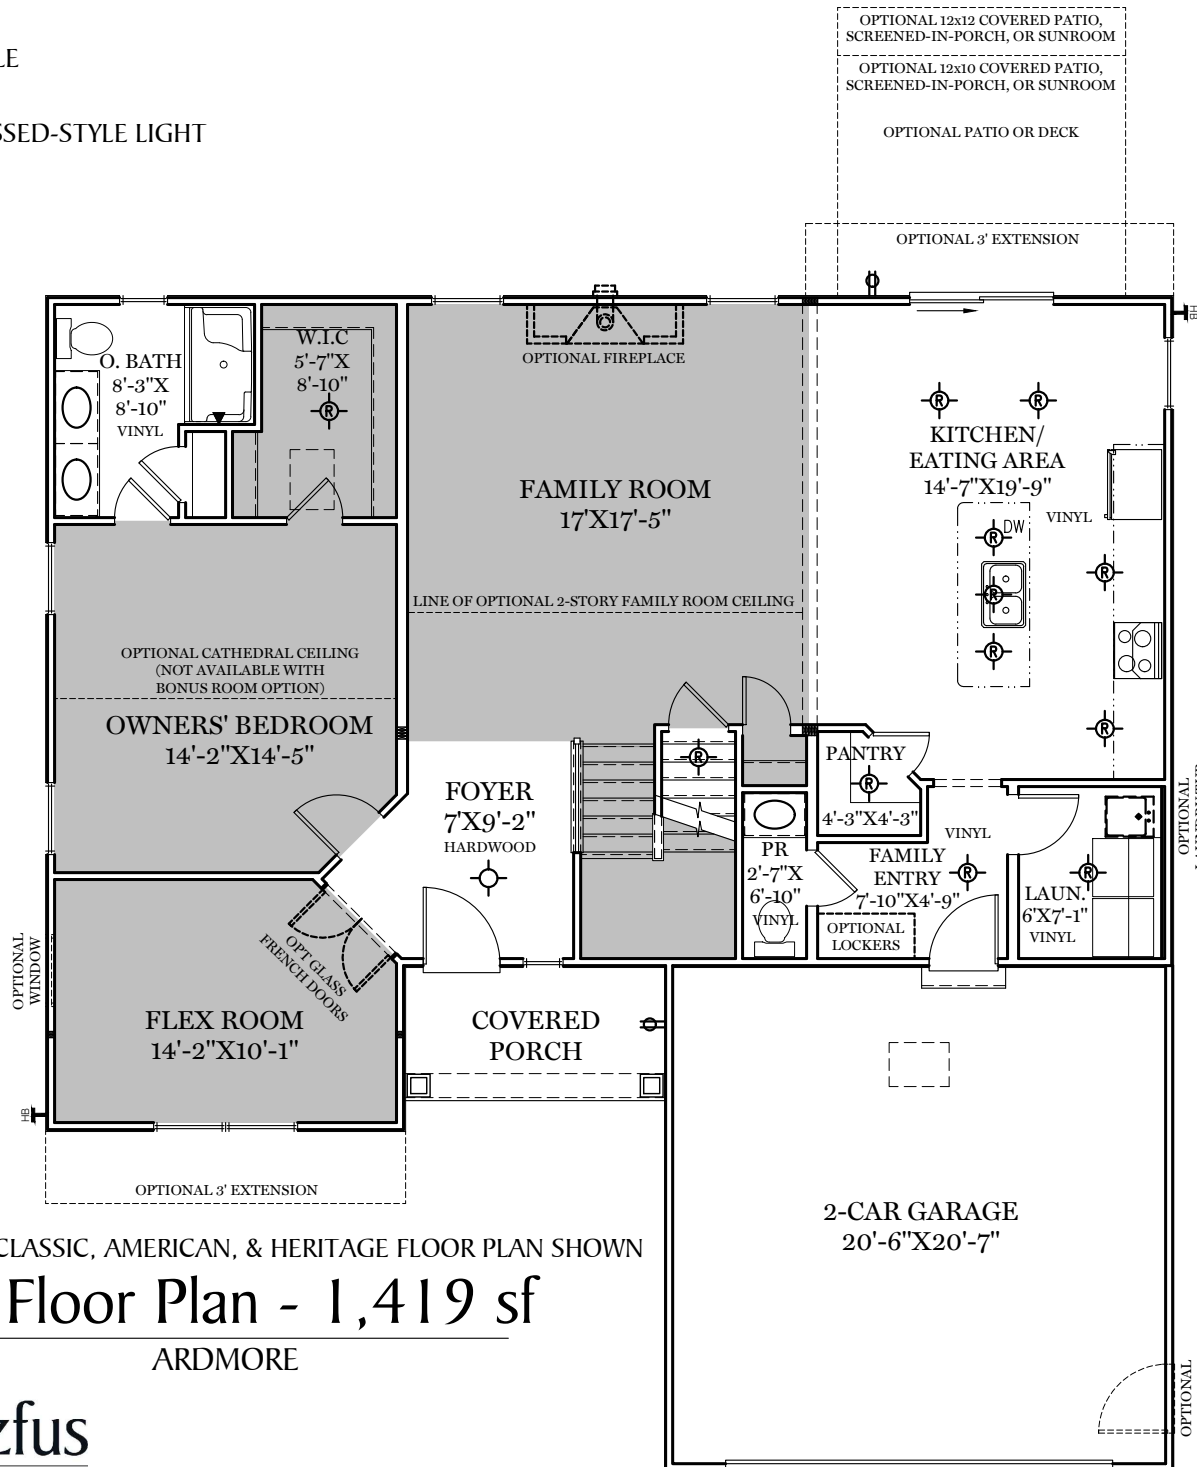 OPTIONAL 12x12 COVERED PATIO,
SCREENED-IN-PORCH, OR SUNROOM
OPTIONAL 12x10 COVERED PATIO,
SCREENED-IN-PORCH, OR SUNROOM
OPTIONAL PATIO OR DECK
OPTIONAL 3' EXTENSION
LE
SSED-STYLE LIGHT
O. BATH
8'-3"X
8'-10"
VINYL
W.I.C
5'-7"X
8'-10"
R
OPTIONAL FIREPLACE
FAMILY ROOM
17'X17'-5"
LINE OF OPTIONAL 2-STORY FAMILY ROOM CEILING
HB
R
R
KITCHEN/
EATING AREA
14'-7"X19'-9"
VINYL
R
DW
R
R
R
R
OPTIONAL CATHEDRAL CEILING
(NOT AVAILABLE WITH
BONUS ROOM OPTION)
OWNERS' BEDROOM
14'-2"X14'-5"
FOYER
7'X9'-2"
HARDWOOD
R
PANTRY
R
4'-3"X4'-3"
PR
2'-7"X
6'-10"
VINYL
VINYL
FAMILY
ENTRY
R
7'-10"X4'-9"
OPTIONAL
LOCKERS
R
LAUN.
6'X7'-1"
VINYL
OPTIONAL
OPTIONAL
WINDOW
OPT GLASS
FRENCH DOORS
FLEX ROOM
14'-2"X10'-1"
HB
OPTIONAL 3' EXTENSION
COVERED
PORCH
2-CAR GARAGE
20'-6"X20'-7"
OPTIONAL
CLASSIC, AMERICAN, & HERITAGE FLOOR PLAN SHOWN
Floor Plan - 1,419 sf
ARDMORE
zfus